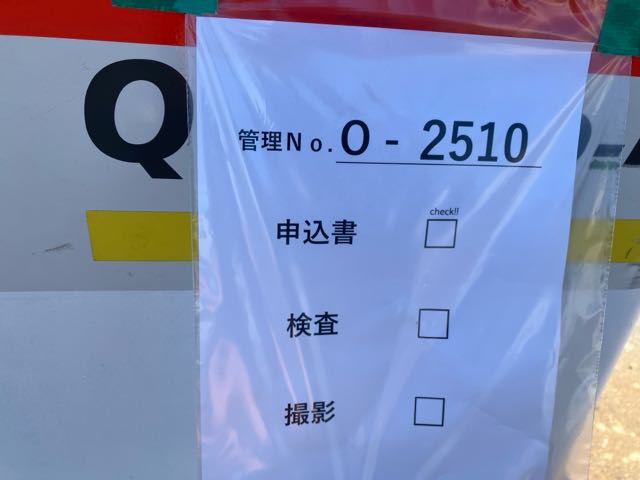 Q
管理No.O - 2510
check!!
申込書 □
検査 □
撮影 □